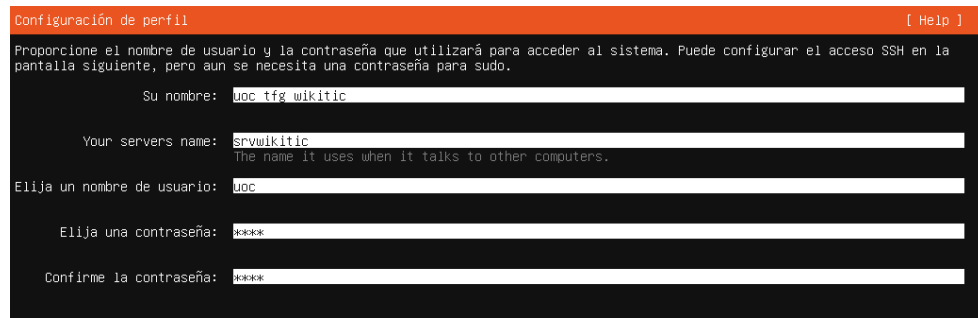 Configuración de perfil [ Help ]
Proporcione el nombre de usuario y la contraseña que utilizará para acceder al sistema. Puede configurar el acceso SSH en la
pantalla siguiente, pero aun se necesita una contraseña para sudo.
Su nombre: uoc tfg wikitic
Your servers name: srvwikitic
The name it uses when it talks to other computers.
Elija un nombre de usuario: uoc
Elija una contraseña: ****
Confirme la contraseña: ****